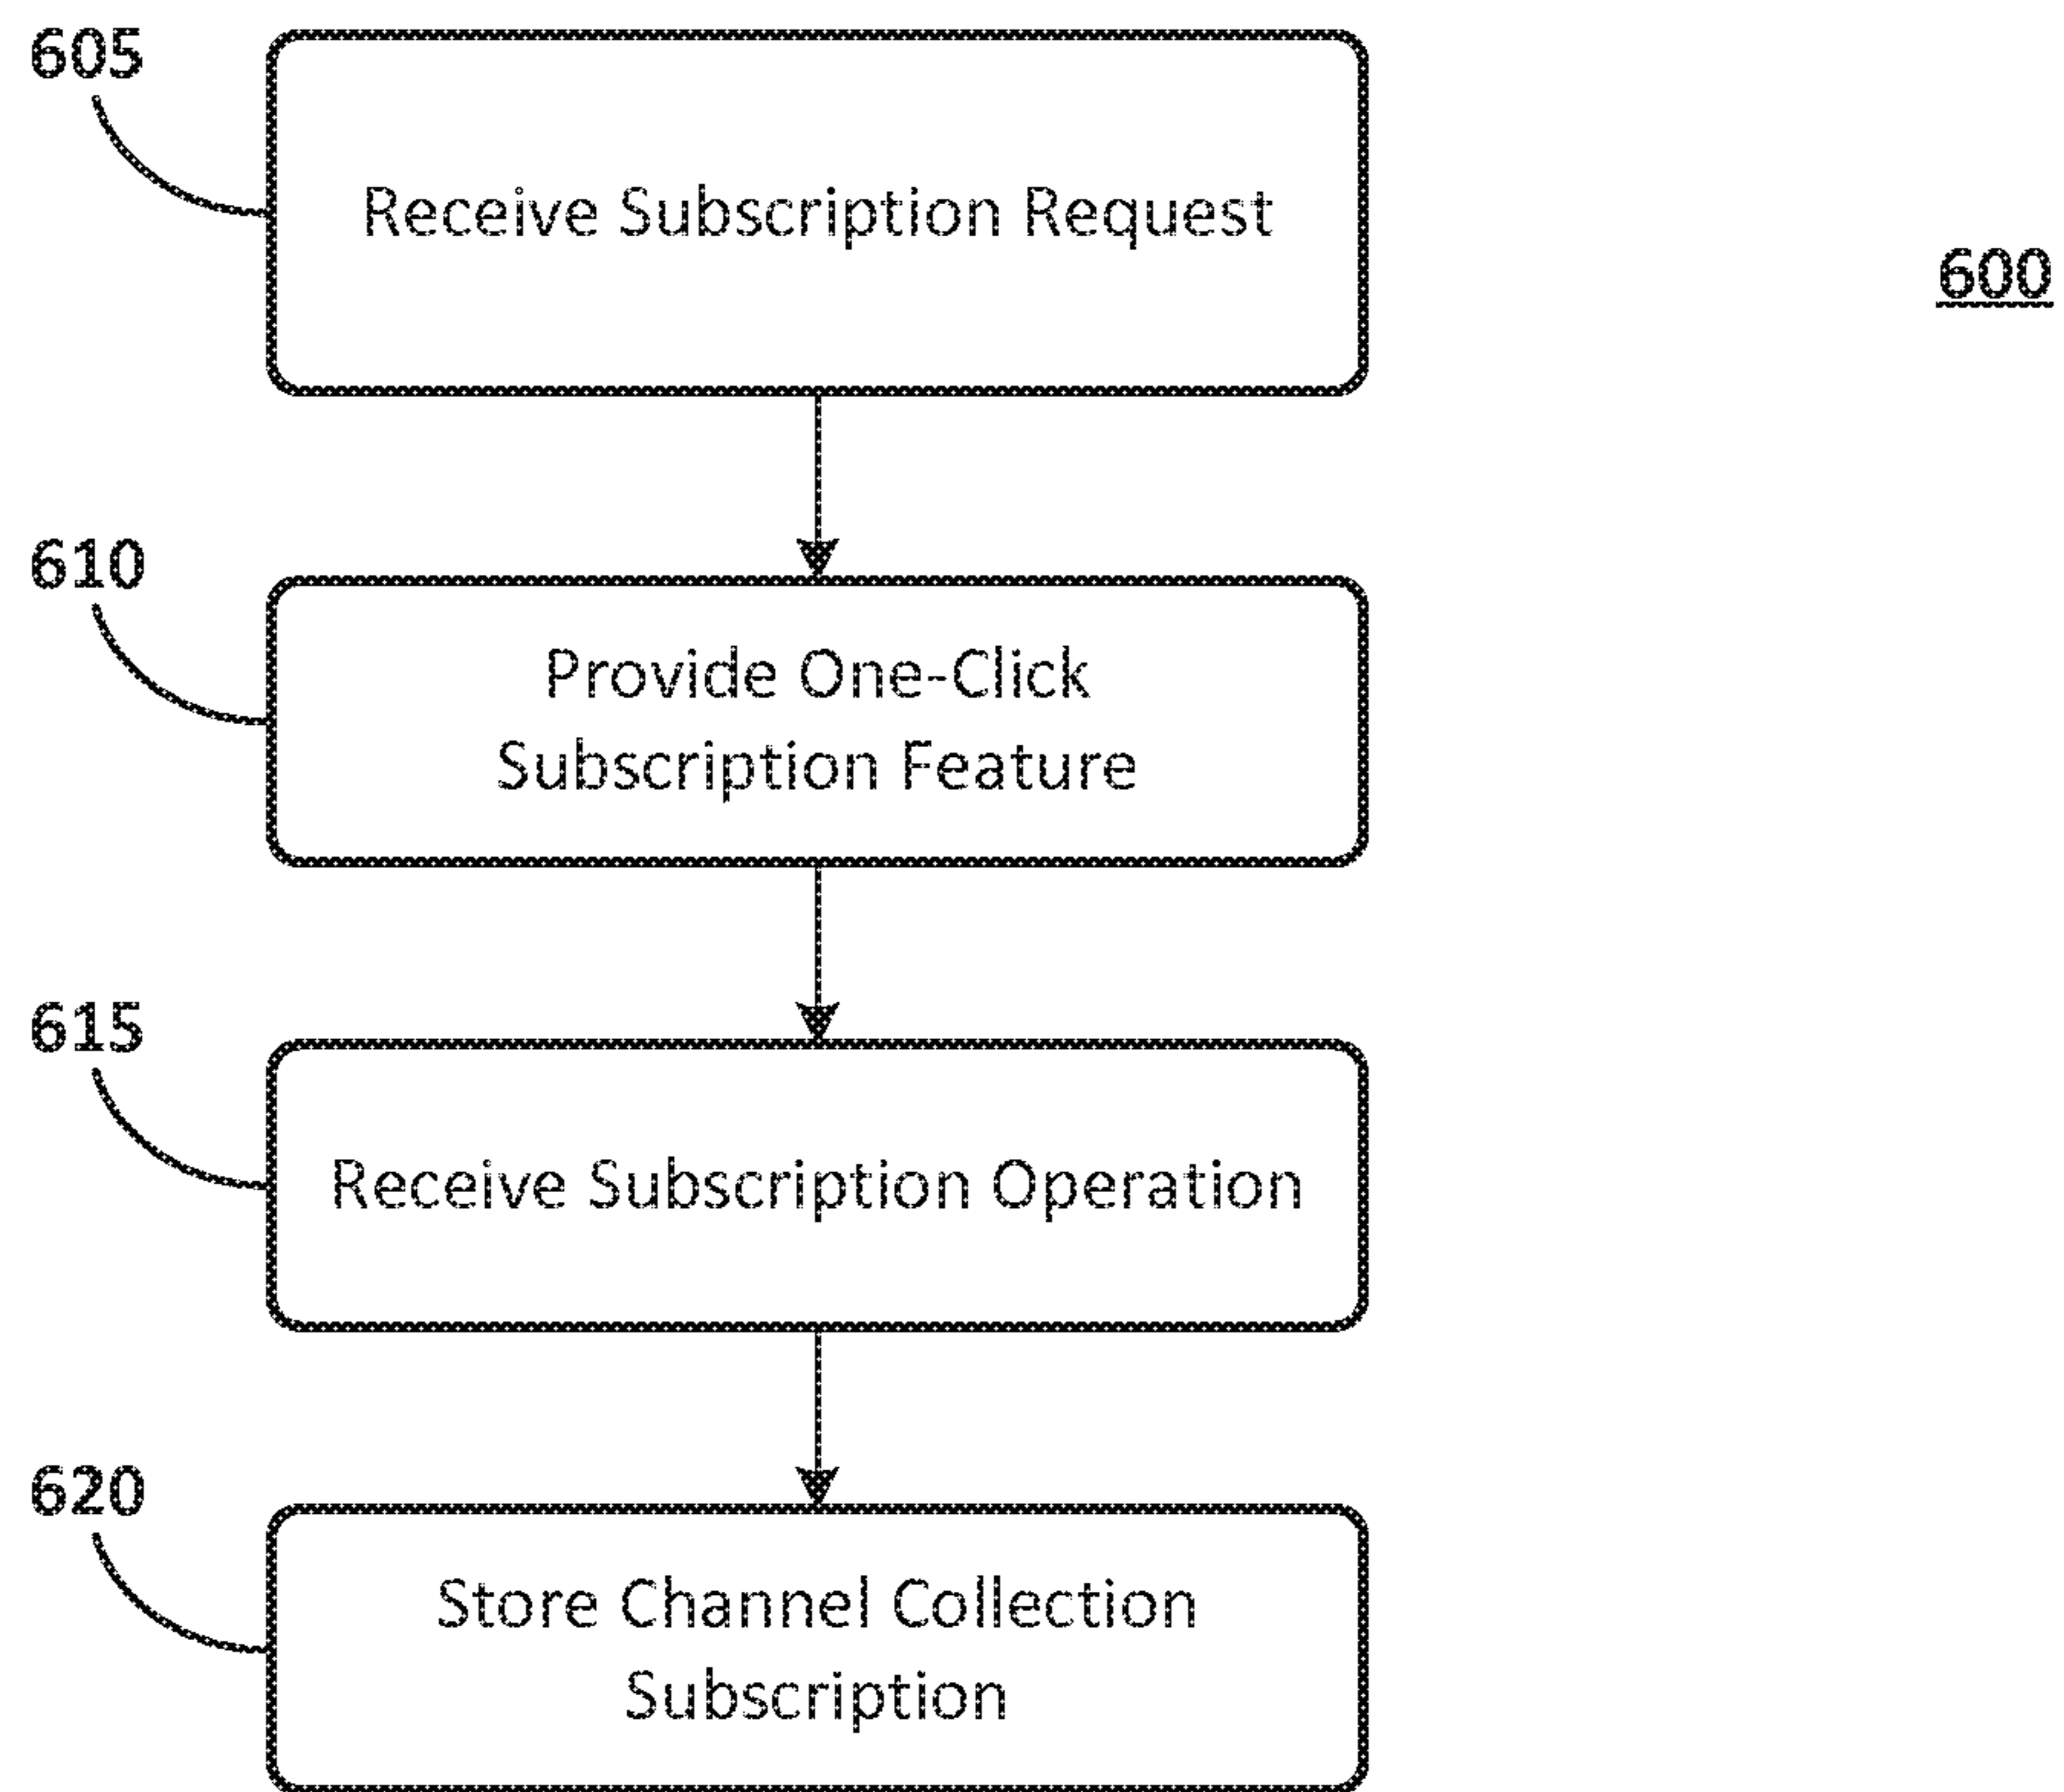 605
Receive Subscription Request
600
610
Provide One-Click
Subscription Feature
615
Receive Subscription Operation
620
Store Channel Collection
Subscription